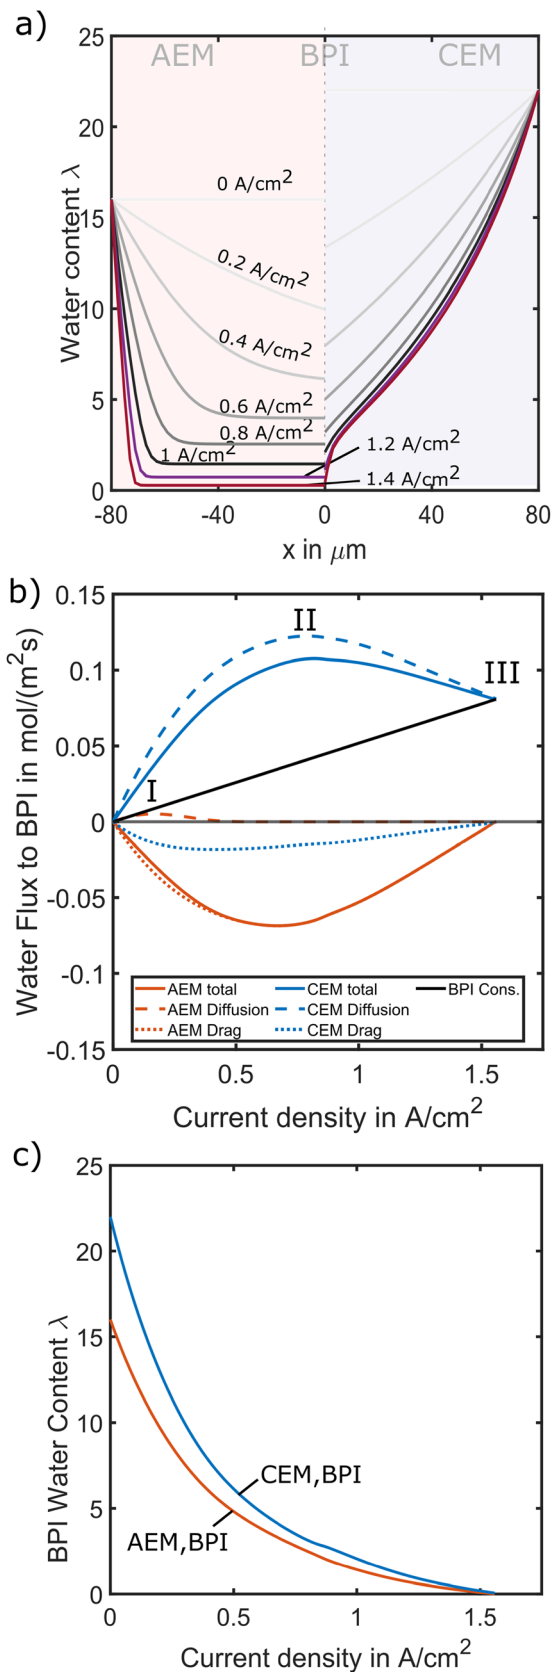 a)
25
20
15
10
5
0
Water content λ
AEM BPI CEM
0 A/cm²
0.2 A/cm²
0.4 A/cm²
0.6 A/cm²
0.8 A/cm²
1 A/cm²
1.2 A/cm²
1.4 A/cm²
-80 -40 0 40 80
x in μm
b)
0.15
0.1
0.05
0
-0.05
-0.1
-0.15
Water Flux to BPI in mol/(m²s)
I
II
III
AEM total CEM total BPI Cons.
AEM Diffusion CEM Diffusion
AEM Drag CEM Drag
0 0.5 1 1.5
Current density in A/cm²
c)
25
20
15
10
5
0
BPI Water Content λ
CEM,BPI
AEM,BPI
0 0.5 1 1.5
Current density in A/cm²